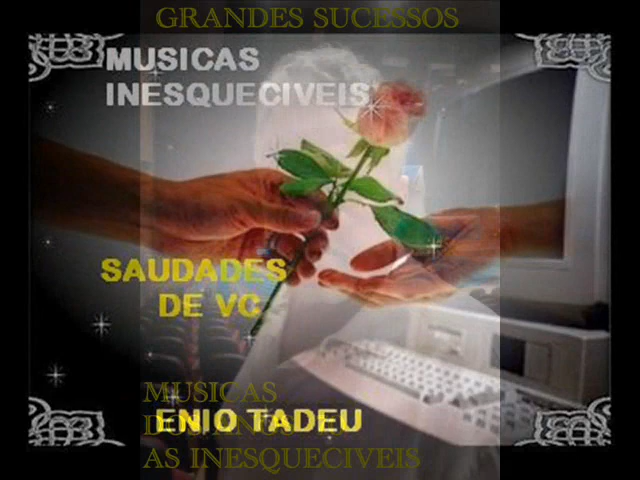 GRANDES SUCESSOS
MUSICAS
INESQUECIVEIS
SAUDADES
DE VC
MUSICAS
ENIO TADEU
AS INESQUECIVEIS